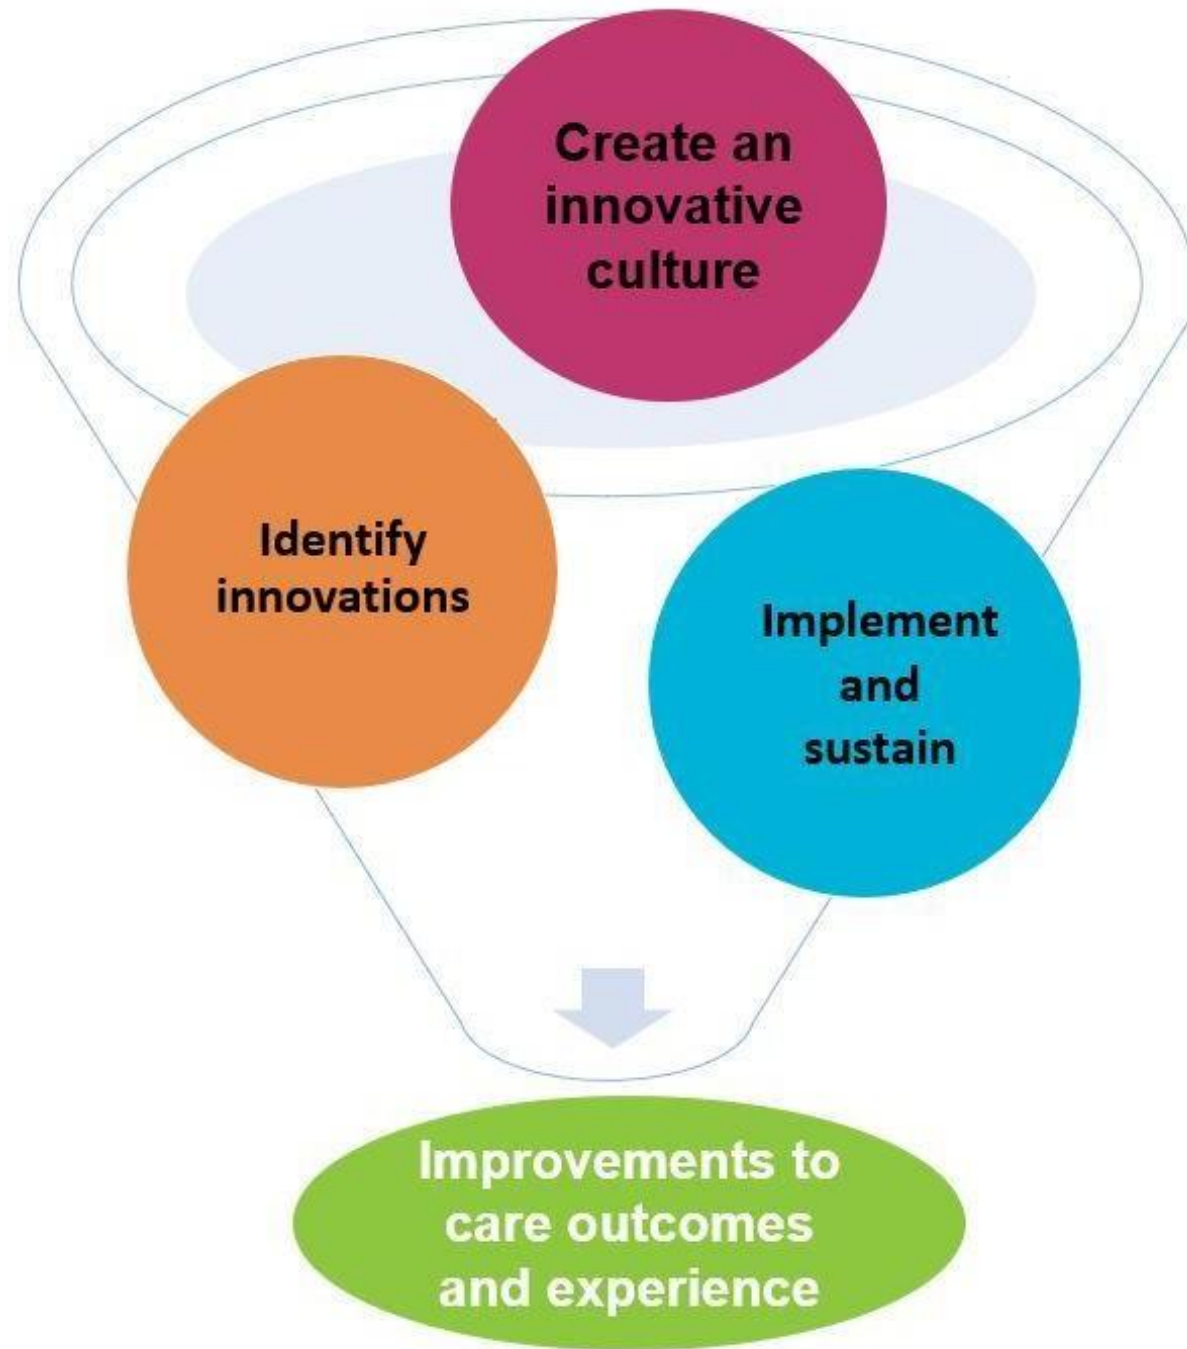 Create an
innovative
culture
Identify
innovations
Implement
and
sustain
Improvements to
care outcomes
and experience